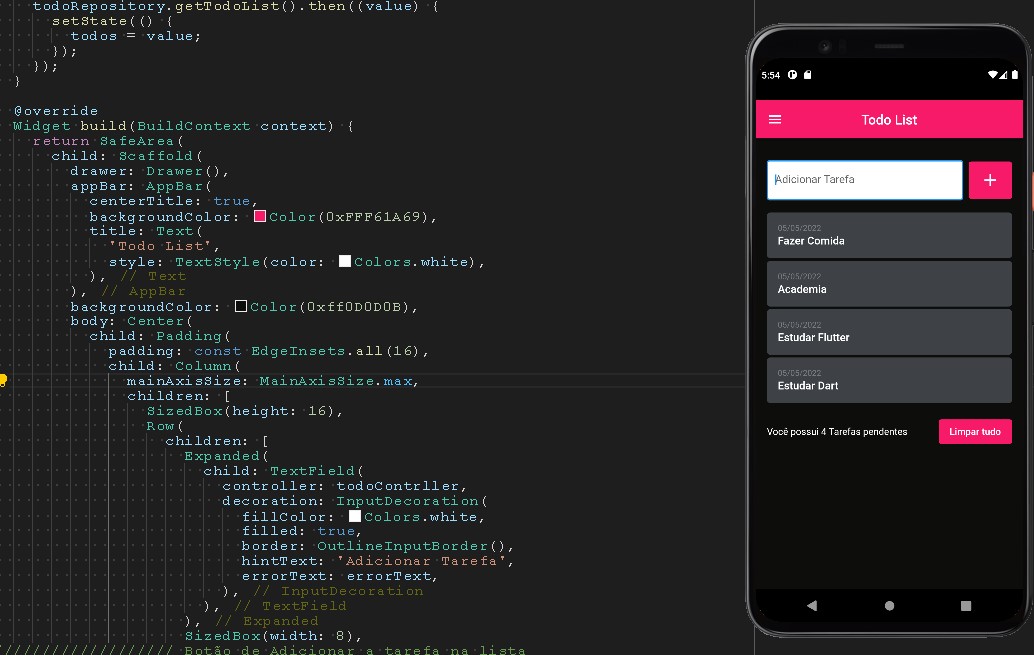 todoRepository.getTodoList().then((value) {
setState(() {
todos = value;
});
});
}
@override
Widget build(BuildContext context) {
return SafeArea(
child: Scaffold(
drawer: Drawer(),
appBar: AppBar(
centerTitle: true,
backgroundColor: Color(0xFFF61A69),
title: Text(
'Todo List',
style: TextStyle(color: Colors.white),
), // Text
), // AppBar
backgroundColor: Color(0xff0D0D0B),
body: Center(
child: Padding(
padding: const EdgeInsets.all(16),
child: Column(
mainAxisSize: MainAxisSize.max,
children: [
SizedBox(height: 16),
Row(
children: [
Expanded(
child: TextField(
controller: todoContrller,
decoration: InputDecoration(
fillColor: Colors.white,
filled: true,
border: OutlineInputBorder(),
hintText: 'Adicionar Tarefa',
errorText: errorText,
), // InputDecoration
), // TextField
), // Expanded
SizedBox(width: 8),
/////////////////// Botão de Adicionar a tarefa na lista
5:54
Todo List
Adicionar Tarefa
+
05/05/2022
Fazer Comida
05/05/2022
Academia
05/05/2022
Estudar Flutter
05/05/2022
Estudar Dart
Você possui 4 Tarefas pendentes
Limpar tudo